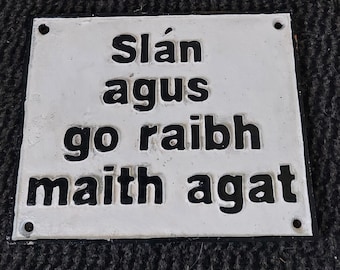 Slán
agus
go raibh
maith agat